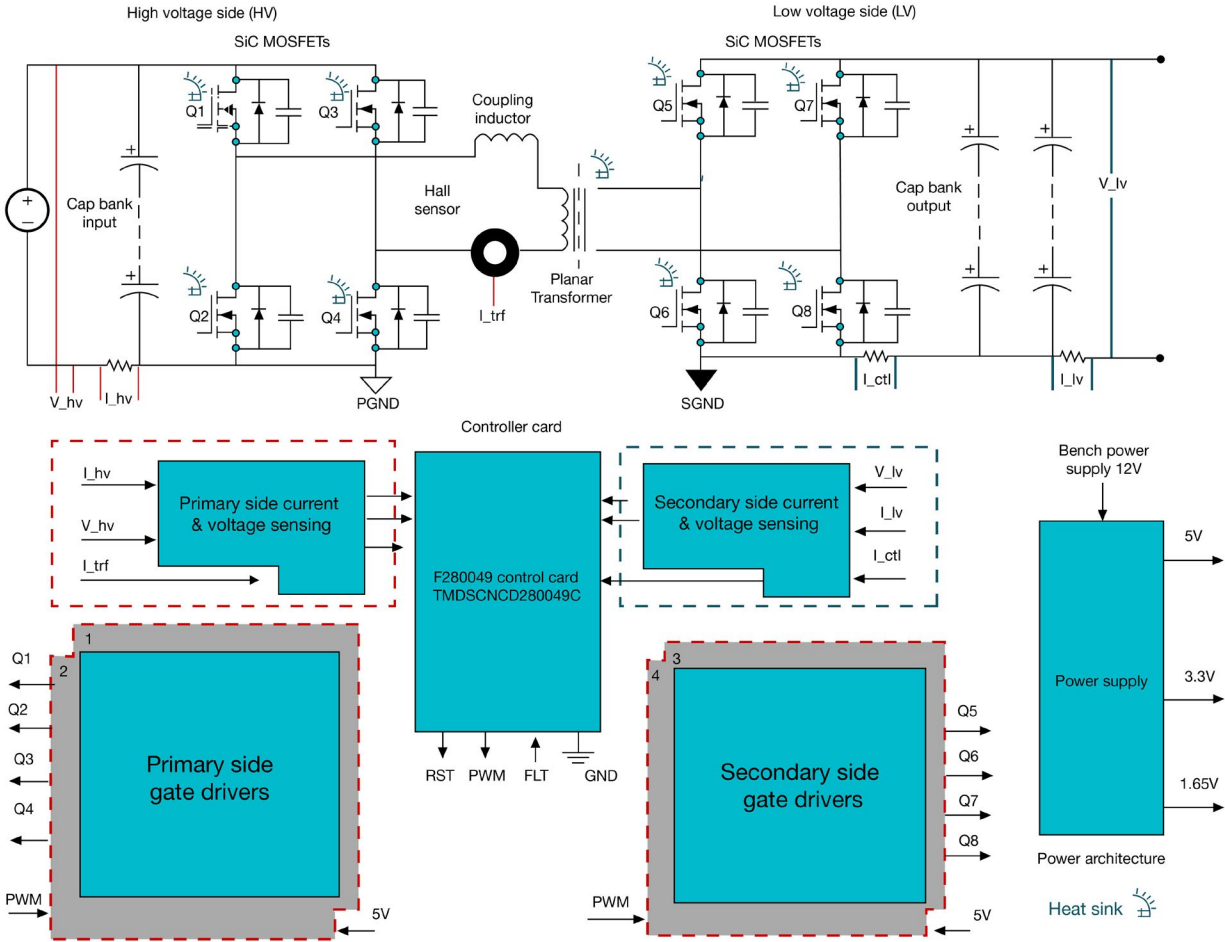 High voltage side (HV)
Low voltage side (LV)
SiC MOSFETs
SiC MOSFETs
Q1
Q3
Coupling
inductor
Q5
Q7
+
+
+
+
−
Cap bank
input
Hall
sensor
Cap bank
output
V_lv
+
+
+
Planar
Transformer
Q2
Q4
I_trf
Q6
Q8
V_hv
I_hv
PGND
SGND
I_ctl
I_lv
Controller card
Bench power
supply 12V
I_hv
V_hv
I_trf
Primary side current
& voltage sensing
F280049 control card
TMDSCNCD280049C
Secondary side current
& voltage sensing
V_lv
I_lv
I_ctl
5V
3.3V
1.65V
Power supply
Power architecture
Heat sink
RST
PWM
FLT
GND
1
2
Q1
Q2
Q3
Q4
Primary side
gate drivers
PWM
5V
3
4
Secondary side
gate drivers
Q5
Q6
Q7
Q8
PWM
5V